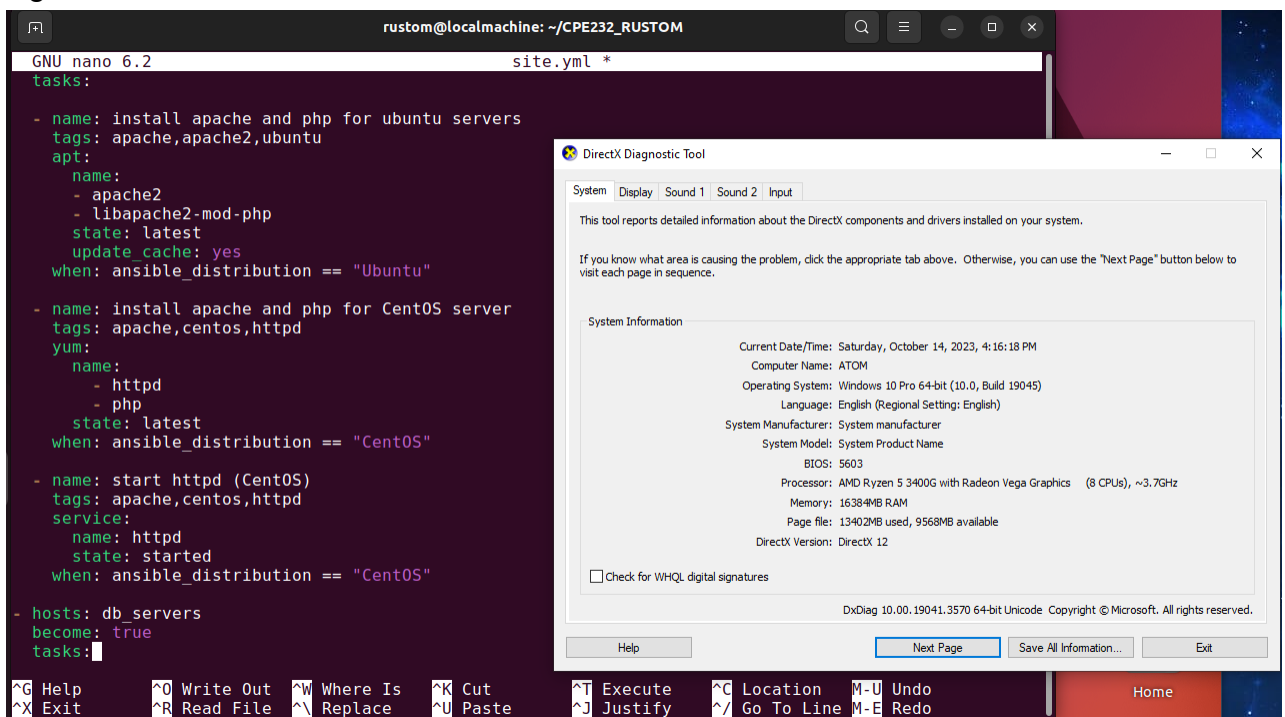 rustom@localmachine: ~/CPE232_RUSTOM
GNU nano 6.2 site.yml *
tasks:
- name: install apache and php for ubuntu servers
tags: apache,apache2,ubuntu
apt:
name:
- apache2
- libapache2-mod-php
state: latest
update_cache: yes
when: ansible_distribution == "Ubuntu"
- name: install apache and php for CentOS server
tags: apache,centos,httpd
yum:
name:
- httpd
- php
state: latest
when: ansible_distribution == "CentOS"
- name: start httpd (CentOS)
tags: apache,centos,httpd
service:
name: httpd
state: started
when: ansible_distribution == "CentOS"
- hosts: db_servers
become: true
tasks:
^G Help ^O Write Out ^W Where Is ^K Cut ^T Execute ^C Location M-U Undo
^X Exit ^R Read File ^\ Replace ^U Paste ^J Justify ^/ Go To Line M-E Redo
DirectX Diagnostic Tool
System Display Sound 1 Sound 2 Input
This tool reports detailed information about the DirectX components and drivers installed on your system.
If you know what area is causing the problem, click the appropriate tab above. Otherwise, you can use the "Next Page" button below to
visit each page in sequence.
System Information
Current Date/Time: Saturday, October 14, 2023, 4:16:18 PM
Computer Name: ATOM
Operating System: Windows 10 Pro 64-bit (10.0, Build 19045)
Language: English (Regional Setting: English)
System Manufacturer: System manufacturer
System Model: System Product Name
BIOS: 5603
Processor: AMD Ryzen 5 3400G with Radeon Vega Graphics (8 CPUs), ~3.7GHz
Memory: 16384MB RAM
Page file: 13402MB used, 9568MB available
DirectX Version: DirectX 12
Check for WHQL digital signatures
DxDiag 10.00.19041.3570 64-bit Unicode Copyright © Microsoft. All rights reserved.
Help Next Page Save All Information... Exit
Home